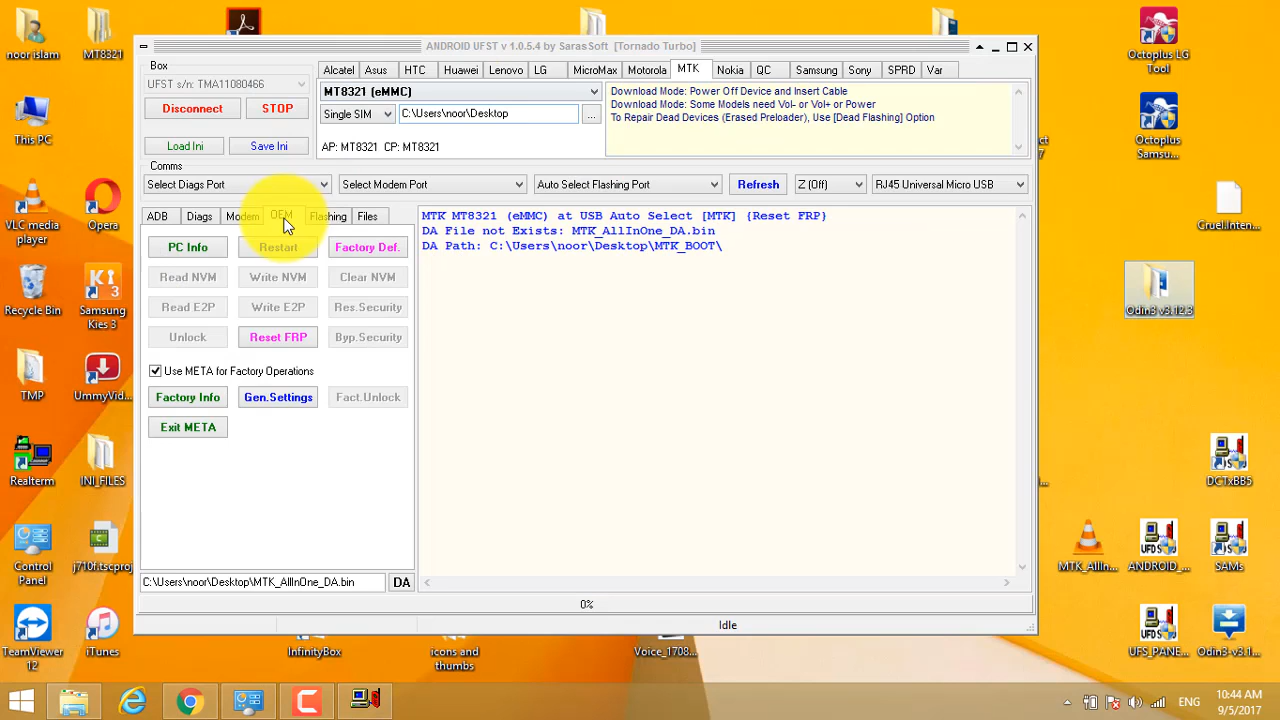 noor islam
MT8321
Octoplus LG
Tool
This PC
Octoplus
Samsu...
VLC media
player
Opera
Cruel.Inten...
Recycle Bin
Samsung
Kies 3
Odin3 v3.12.3
TMP
UmmyVid...
Realterm
INI_FILES
DCTxBB5
Control
Panel
j710f.tscproj
MTK_AllIn...
ANDROID_...
SAMs
TeamViewer
12
iTunes
InfinityBox
icons and
thumbs
Voice_1708...
UFS_PANE...
Odin3-v3.1...
ANDROID UFST v 1.0.5.4 by SarasSoft [Tornado Turbo]
Box
UFST s/n: TMA11080466
Disconnect STOP
Load Ini Save Ini
Alcatel Asus HTC Huawei Lenovo LG MicroMax Motorola MTK Nokia QC Samsung Sony SPRD Var
MT8321 (eMMC)
Single SIM C:\Users\noor\Desktop ...
AP: MT8321 CP: MT8321
Download Mode: Power Off Device and Insert Cable
Download Mode: Some Models need Vol- or Vol+ or Power
To Repair Dead Devices (Erased Preloader), Use [Dead Flashing] Option
Comms
Select Diags Port Select Modem Port Auto Select Flashing Port Refresh Z (Off) RJ45 Universal Micro USB
ADB Diags Modem OEM Flashing Files
PC Info Restart Factory Def.
Read NVM Write NVM Clear NVM
Read E2P Write E2P Res.Security
Unlock Reset FRP Byp.Security
Use META for Factory Operations
Factory Info Gen.Settings Fact.Unlock
Exit META
C:\Users\noor\Desktop\MTK_AllInOne_DA.bin DA
MTK MT8321 (eMMC) at USB Auto Select [MTK] {Reset FRP}
DA File not Exists: MTK_AllInOne_DA.bin
DA Path: C:\Users\noor\Desktop\MTK_BOOT\
0%
Idle
ENG
10:44 AM
9/5/2017